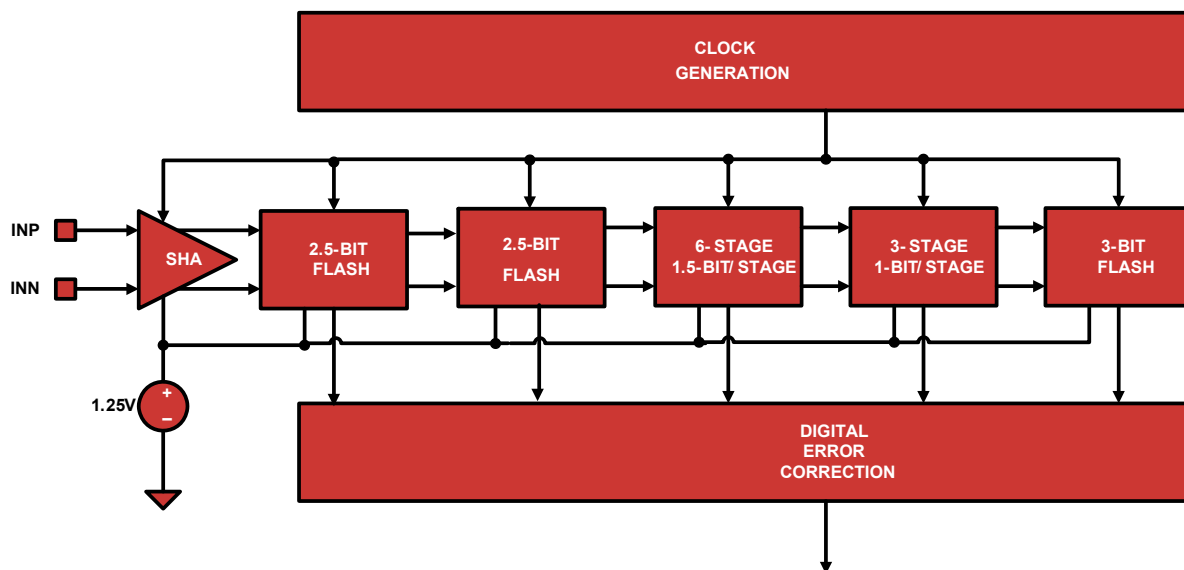 CLOCK
GENERATION
INP
INN
SHA
2.5-BIT
FLASH
2.5-BIT
FLASH
6- STAGE
1.5-BIT/ STAGE
3- STAGE
1-BIT/ STAGE
3-BIT
FLASH
1.25V
+
−
DIGITAL
ERROR
CORRECTION